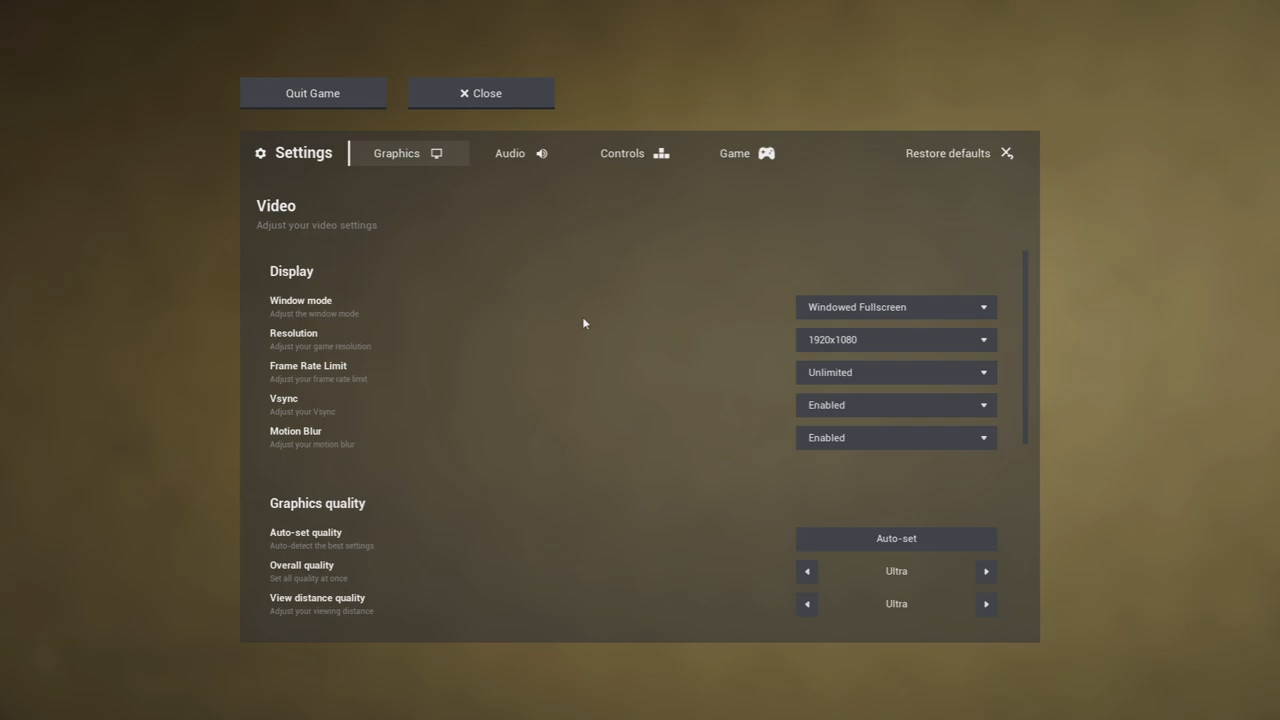 Quit Game
Close
Settings
Graphics
Audio
Controls
Game
Restore defaults
Video
Adjust your video settings
Display
Window mode
Adjust the window mode
Windowed Fullscreen
Resolution
Adjust your game resolution
1920x1080
Frame Rate Limit
Adjust your frame rate limit
Unlimited
Vsync
Adjust your Vsync
Enabled
Motion Blur
Adjust your motion blur
Enabled
Graphics quality
Auto-set quality
Auto-detect the best settings
Auto-set
Overall quality
Set all quality at once
Ultra
View distance quality
Adjust your viewing distance
Ultra